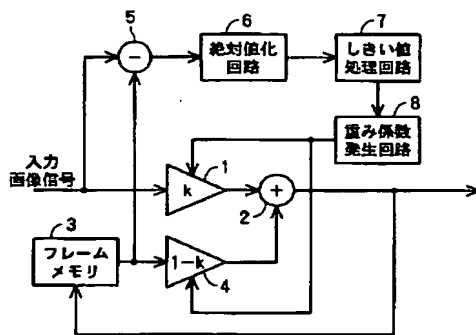 5
−
6
絶対値化
回路
7
しきい値
処理回路
8
重み係数
発生回路
入力
画像信号
k
1
+
2
3
フレーム
メモリ
1−k
4